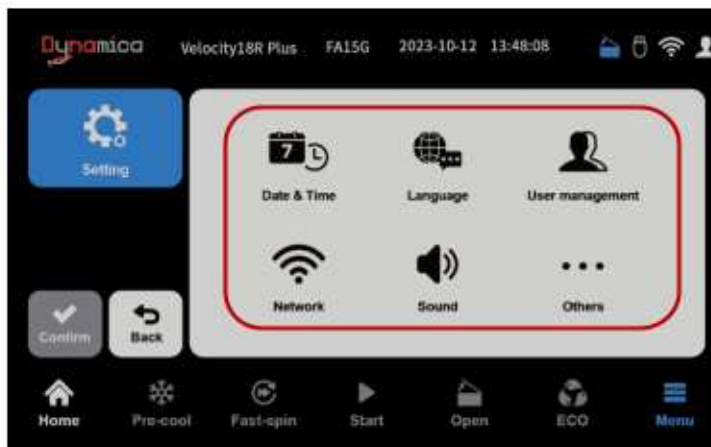 Dynamica Velocity18R Plus FA15G 2023-10-12 13:48:08
Setting
7
Date & Time Language User management
Network Sound Others
Confirm Back
Home Pre-cool Fast-spin Start Open ECO Menu